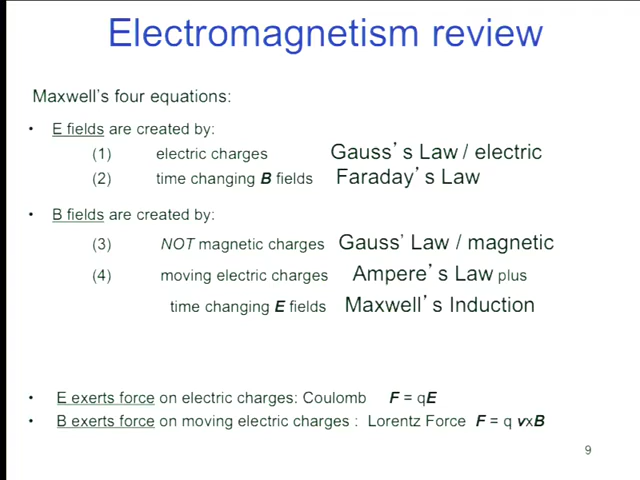 Electromagnetism review
Maxwell's four equations:
• E fields are created by:
(1) electric charges Gauss's Law / electric
(2) time changing B fields Faraday's Law
• B fields are created by:
(3) NOT magnetic charges Gauss' Law / magnetic
(4) moving electric charges Ampere's Law plus
time changing E fields Maxwell's Induction
• E exerts force on electric charges: Coulomb F = qE
• B exerts force on moving electric charges : Lorentz Force F = q vxB
9